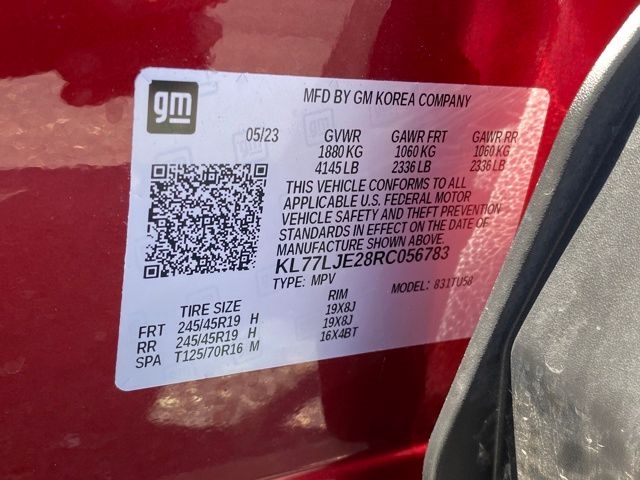 gm
MFD BY GM KOREA COMPANY
05/23 GVWR GAWR FRT GAWR RR
1880 KG 1060 KG 1060 KG
4145 LB 2336 LB 2336 LB
THIS VEHICLE CONFORMS TO ALL
APPLICABLE U.S. FEDERAL MOTOR
VEHICLE SAFETY AND THEFT PREVENTION
STANDARDS IN EFFECT ON THE DATE OF
MANUFACTURE SHOWN ABOVE.
KL77LJE28RC056783
TYPE: MPV MODEL: 831TU58
TIRE SIZE RIM
FRT 245/45R19 H 19X8J
RR 245/45R19 H 19X8J
SPA T125/70R16 M 16X4BT